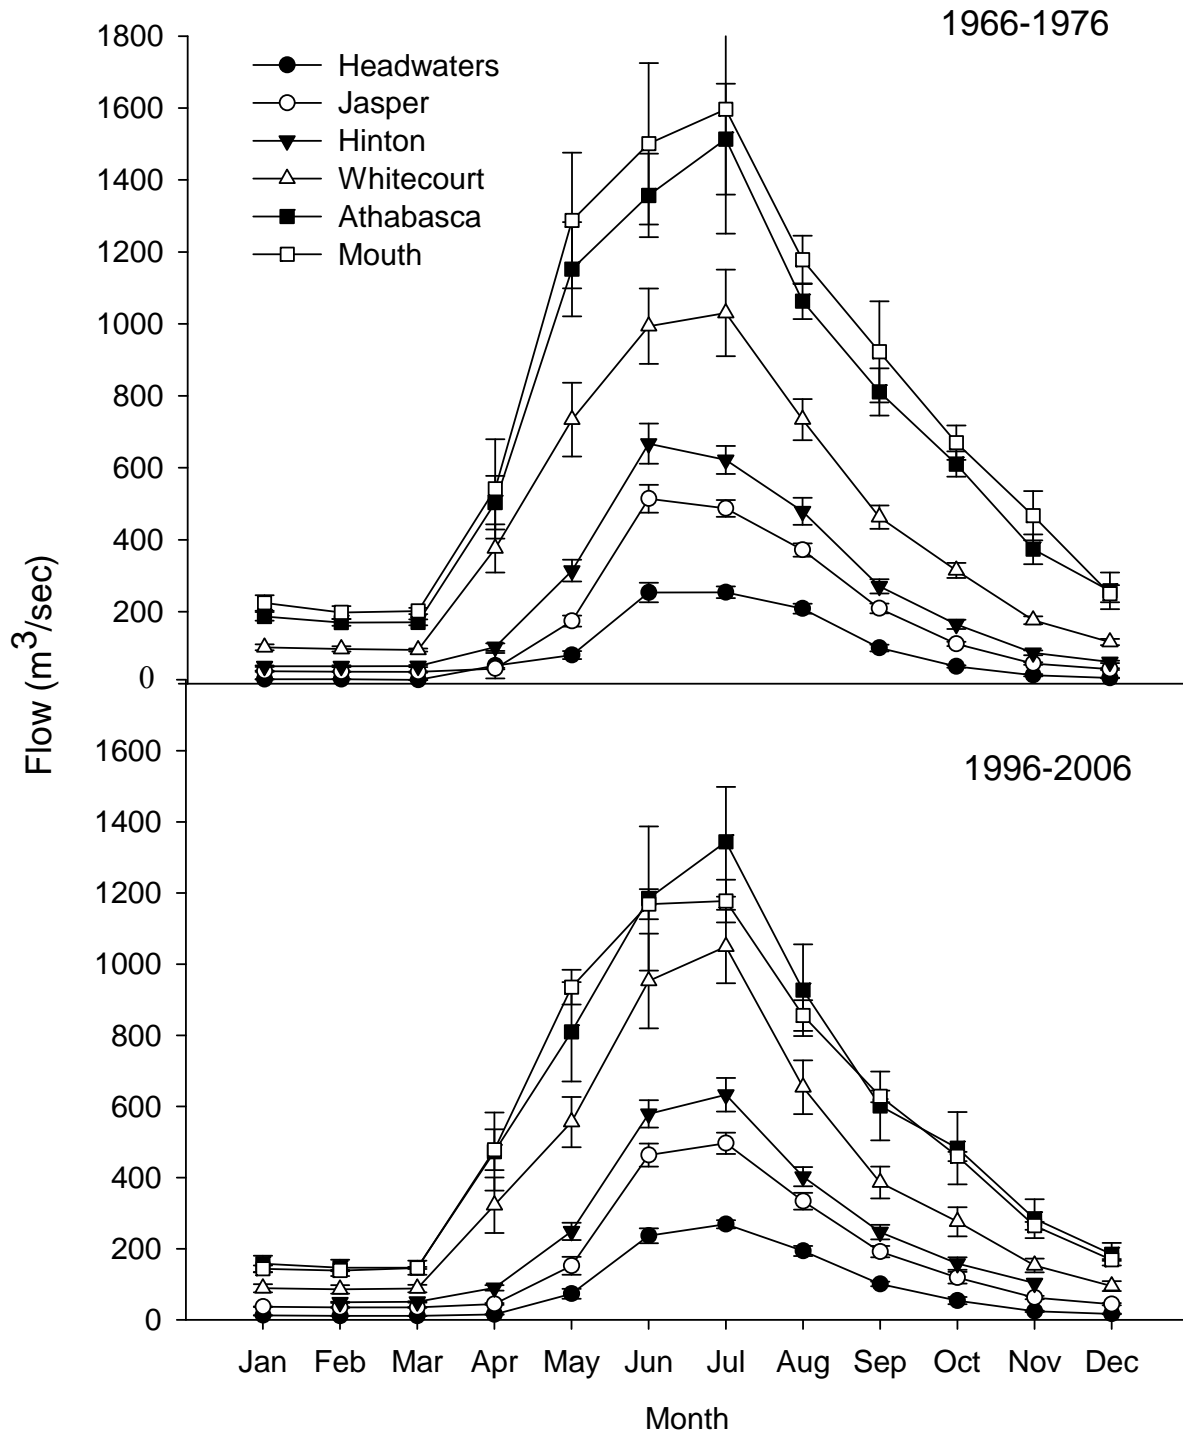 1966-1976
1800
1600
1400
1200
1000
800
600
400
200
0
Headwaters
Jasper
Hinton
Whitecourt
Athabasca
Mouth
Flow (m3/sec)
1996-2006
1600
1400
1200
1000
800
600
400
200
0
Jan Feb Mar Apr May Jun Jul Aug Sep Oct Nov Dec
Month